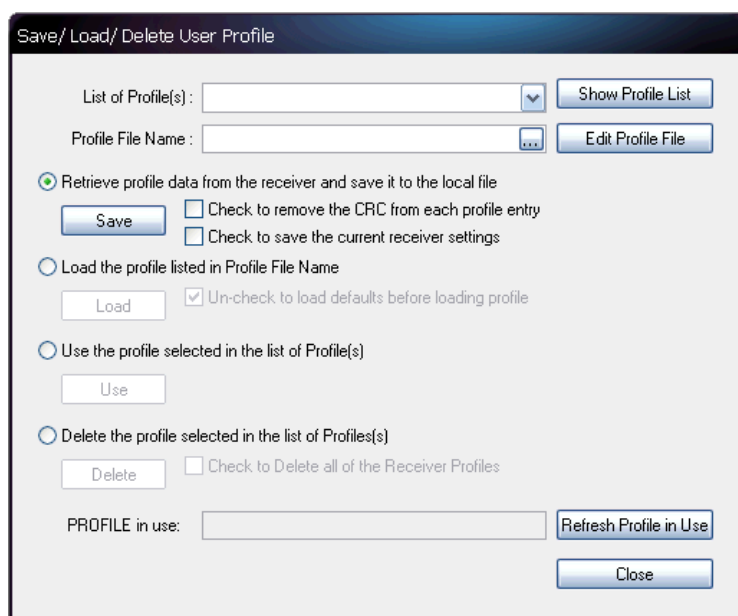 Save/ Load/ Delete User Profile
List of Profile(s) :
Show Profile List
Profile File Name :
...
Edit Profile File
Retrieve profile data from the receiver and save it to the local file
Save
Check to remove the CRC from each profile entry
Check to save the current receiver settings
Load the profile listed in Profile File Name
Load
Un-check to load defaults before loading profile
Use the profile selected in the list of Profile(s)
Use
Delete the profile selected in the list of Profiles(s)
Delete
Check to Delete all of the Receiver Profiles
PROFILE in use:
Refresh Profile in Use
Close